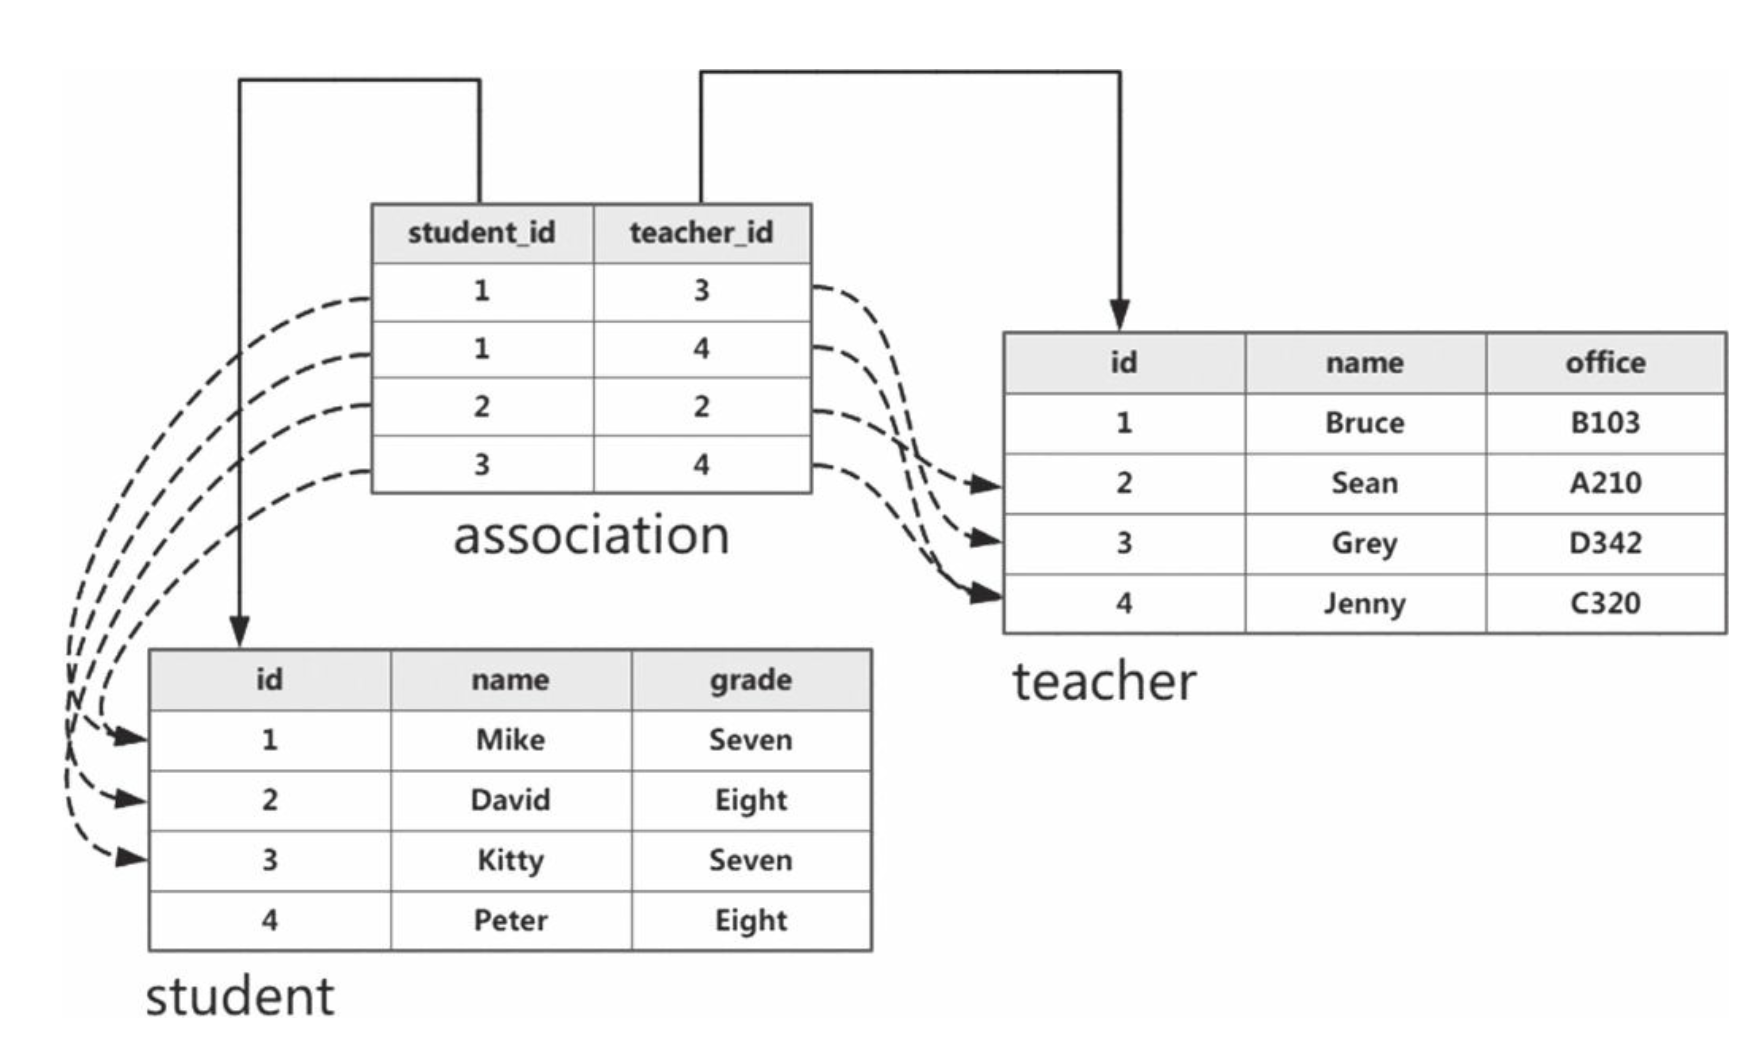 student_id teacher_id
1 3
1 4
2 2
3 4
association
id name office
1 Bruce B103
2 Sean A210
3 Grey D342
4 Jenny C320
teacher
id name grade
1 Mike Seven
2 David Eight
3 Kitty Seven
4 Peter Eight
student